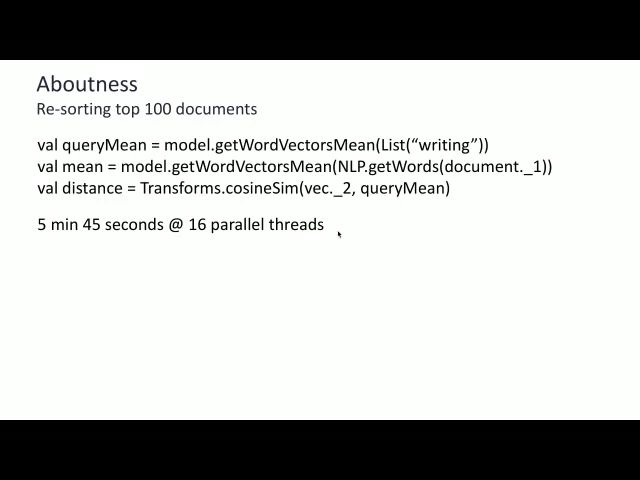 Aboutness
Re-sorting top 100 documents
val queryMean = model.getWordVectorsMean(List(“writing”))
val mean = model.getWordVectorsMean(NLP.getWords(document._1))
val distance = Transforms.cosineSim(vec._2, queryMean)
5 min 45 seconds @ 16 parallel threads